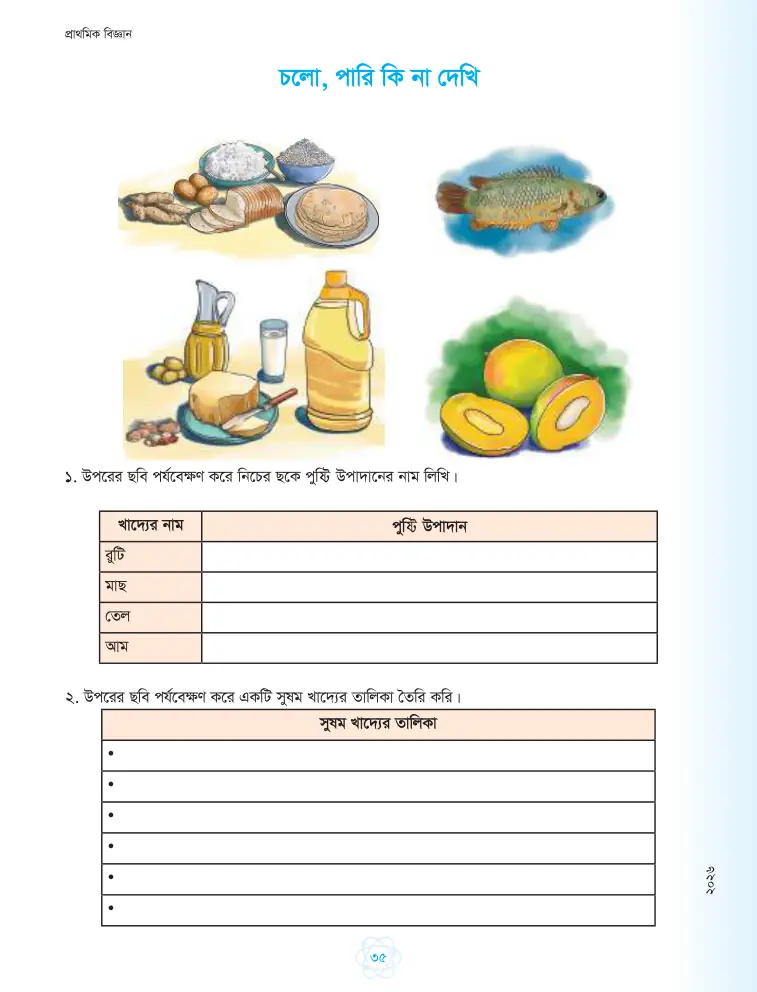 প্রাথমিক বিজ্ঞান
চলো, পারি কি না দেখি
১. উপরের ছবি পর্যবেক্ষণ করে নিচের ছকে পুষ্টি উপাদানের নাম লিখি।
খাদ্যের নাম পুষ্টি উপাদান
রুটি
মাছ
তেল
আম
২. উপরের ছবি পর্যবেক্ষণ করে একটি সুষম খাদ্যের তালিকা তৈরি করি।
সুষম খাদ্যের তালিকা
•
•
•
•
•
•
২০২৬
৩৫